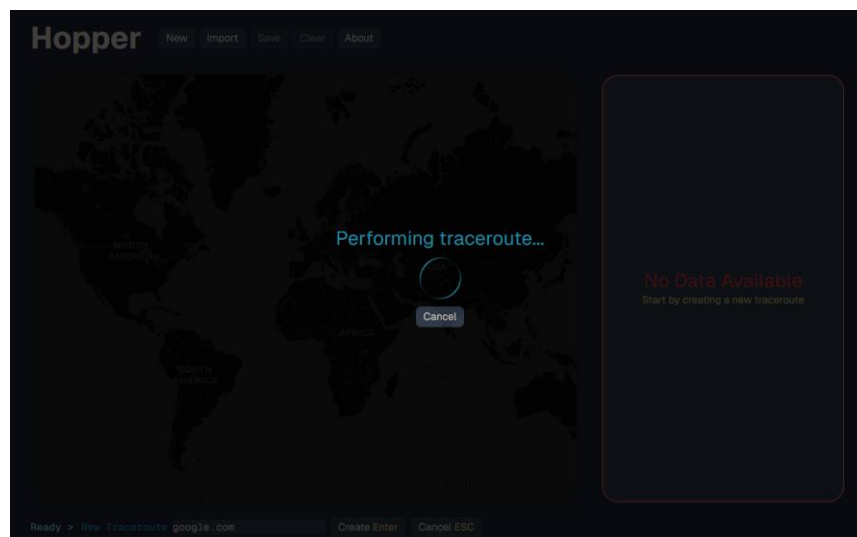 Hopper New Import Save Clear About
Performing traceroute...
Cancel
NORTH
AMERICA
AFRICA
SOUTH
AMERICA
No Data Available
Start by creating a new traceroute
Ready > New Traceroute google.com Create Enter Cancel ESC